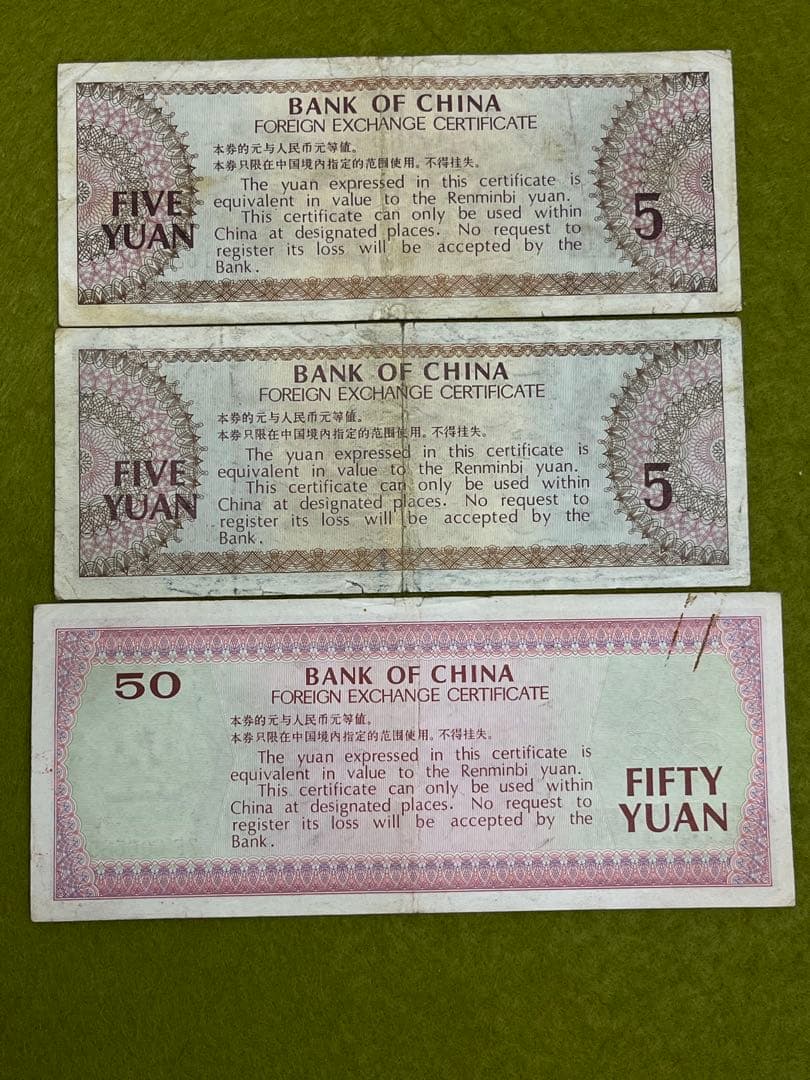 BANK OF CHINA
FOREIGN EXCHANGE CERTIFICATE
本券的元与人民币元等值。
本券只限在中国境内指定的范围使用。不得挂失。
The yuan expressed in this certificate is
equivalent in value to the Renminbi yuan.
This certificate can only be used within
China at designated places. No request to
register its loss will be accepted by the
Bank.
FIVE
YUAN
5
BANK OF CHINA
FOREIGN EXCHANGE CERTIFICATE
本券的元与人民币元等值。
本券只限在中国境内指定的范围使用。不得挂失。
The yuan expressed in this certificate is
equivalent in value to the Renminbi yuan.
This certificate can only be used within
China at designated places. No request to
register its loss will be accepted by the
Bank.
FIVE
YUAN
5
50
BANK OF CHINA
FOREIGN EXCHANGE CERTIFICATE
本券的元与人民币元等值。
本券只限在中国境内指定的范围使用。不得挂失。
The yuan expressed in this certificate is
equivalent in value to the Renminbi yuan.
This certificate can only be used within
China at designated places. No request to
register its loss will be accepted by the
Bank.
FIFTY
YUAN